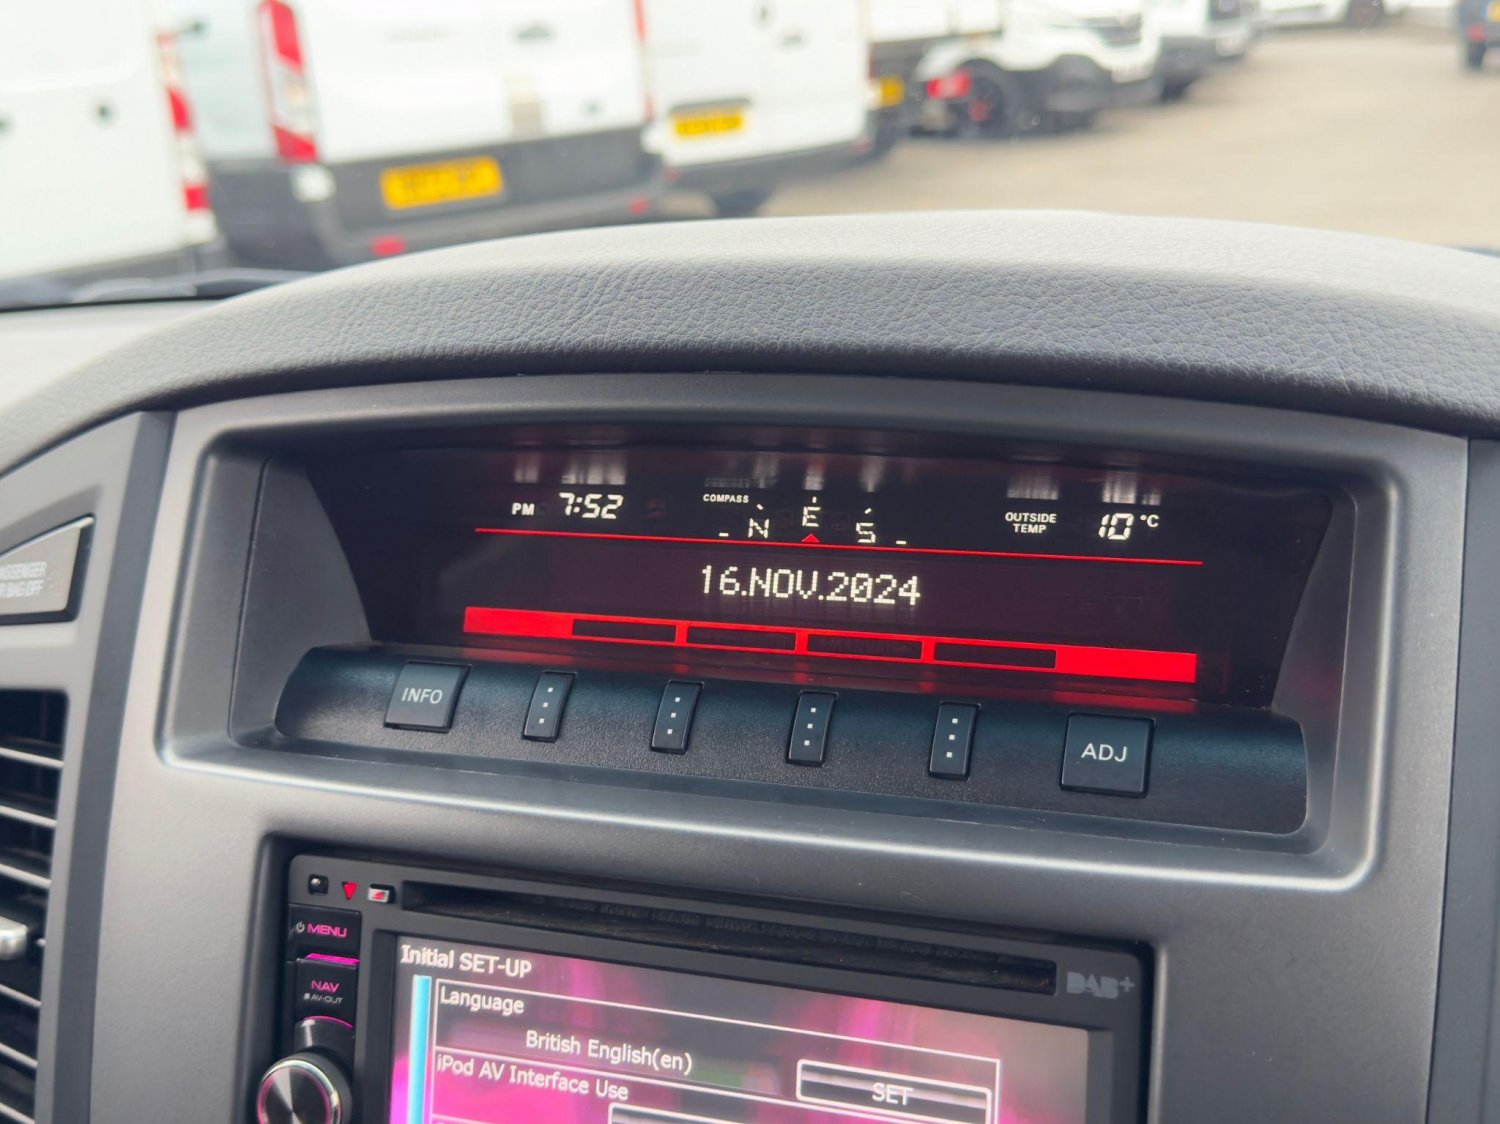 PM 7:52
COMPASS
N E S
OUTSIDE
TEMP
10 °C
16.NOV.2024
INFO
ADJ
PASSENGER
MENU
NAV
AV-OUT
DAB+
Initial SET-UP
Language
British English(en)
iPod AV Interface Use
SET